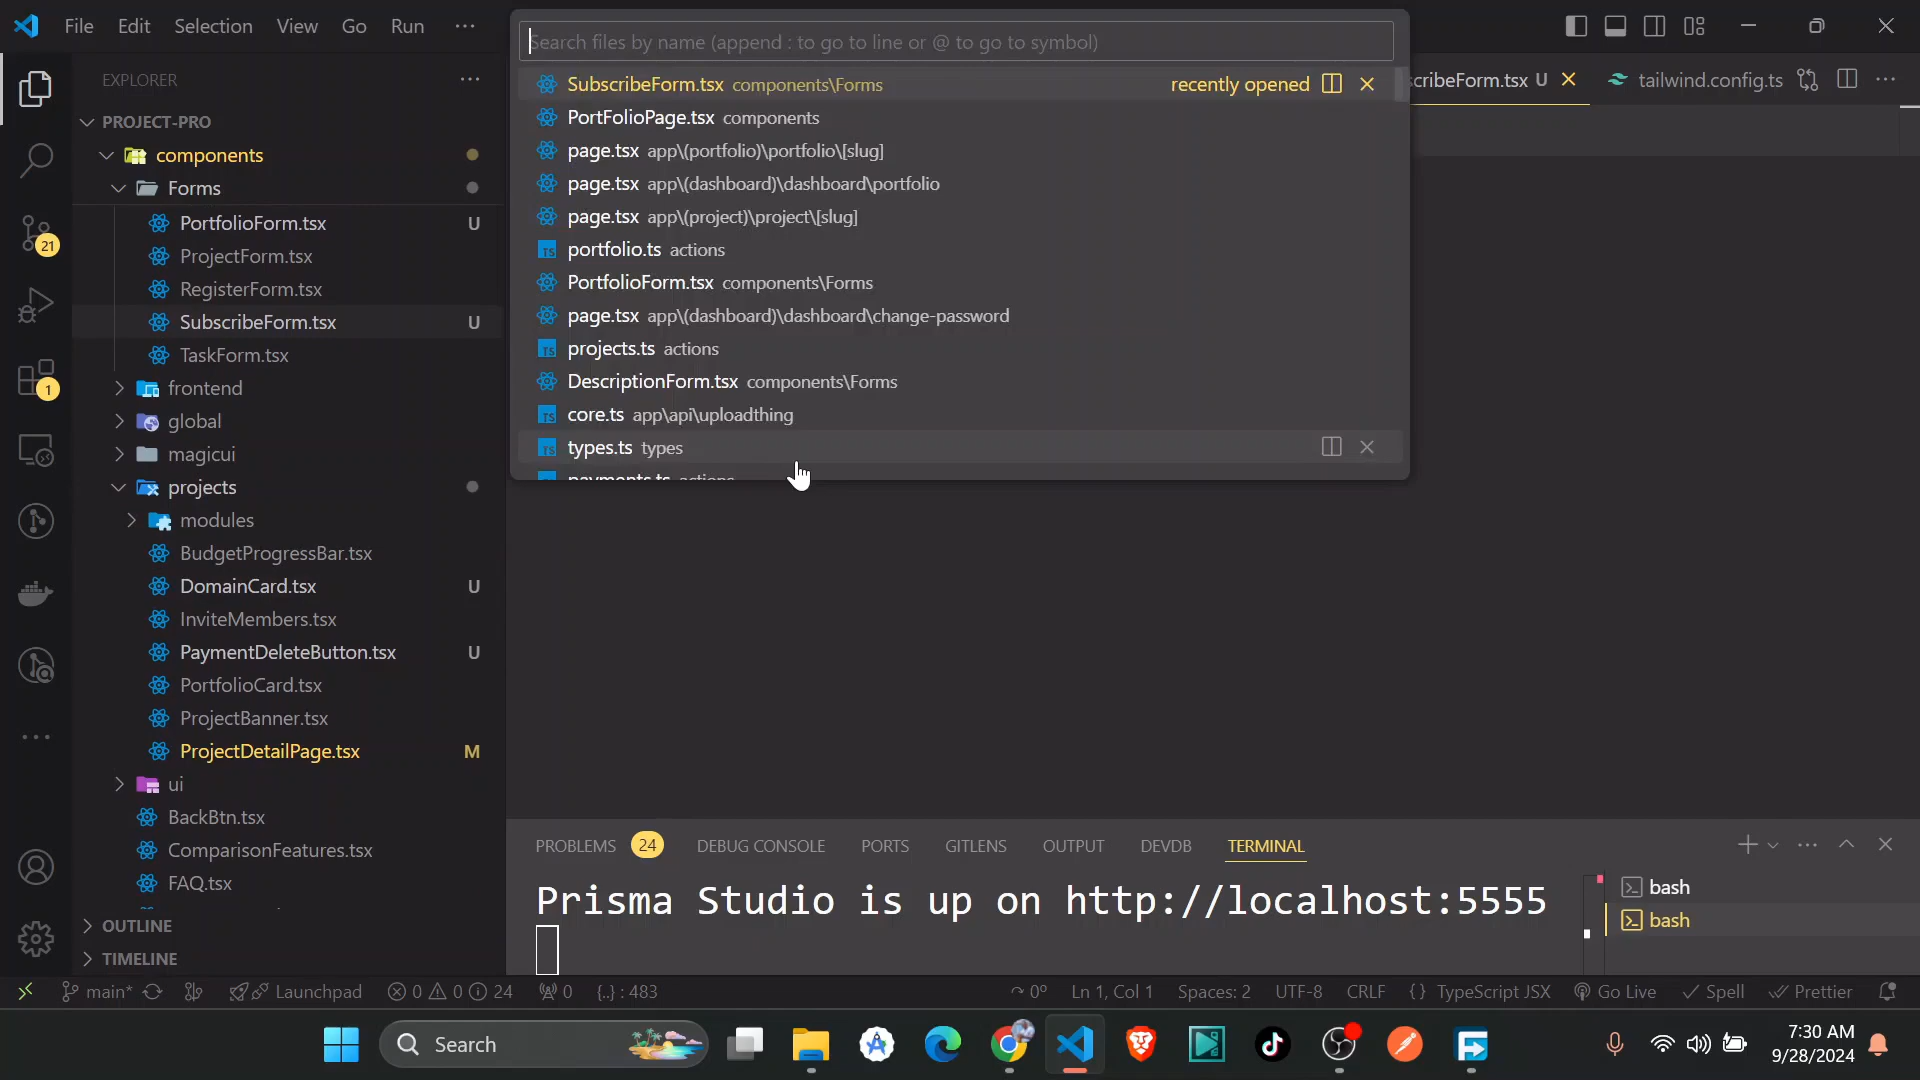 File Edit Selection View Go Run ···
Search files by name (append : to go to line or @ to go to symbol)
SubscribeForm.tsx components\Forms recently opened
PortFolioPage.tsx components
page.tsx app\(portfolio)\portfolio\[slug]
page.tsx app\(dashboard)\dashboard\portfolio
page.tsx app\(project)\project\[slug]
portfolio.ts actions
PortfolioForm.tsx components\Forms
page.tsx app\(dashboard)\dashboard\change-password
projects.ts actions
DescriptionForm.tsx components\Forms
core.ts app\api\uploadthing
types.ts types
payments.ts actions
scribeForm.tsx U
tailwind.config.ts
EXPLORER
PROJECT-PRO
components
Forms
PortfolioForm.tsx U
ProjectForm.tsx
RegisterForm.tsx
SubscribeForm.tsx U
TaskForm.tsx
frontend
global
magicui
projects
modules
BudgetProgressBar.tsx
DomainCard.tsx U
InviteMembers.tsx
PaymentDeleteButton.tsx U
PortfolioCard.tsx
ProjectBanner.tsx
ProjectDetailPage.tsx M
ui
BackBtn.tsx
ComparisonFeatures.tsx
FAQ.tsx
OUTLINE
TIMELINE
21
1
PROBLEMS 24 DEBUG CONSOLE PORTS GITLENS OUTPUT DEVDB TERMINAL
Prisma Studio is up on http://localhost:5555
bash
bash
main* Launchpad 0 0 24 0 {..} : 483 0° Ln 1, Col 1 Spaces: 2 UTF-8 CRLF { } TypeScript JSX Go Live Spell Prettier
Search
7:30 AM
9/28/2024